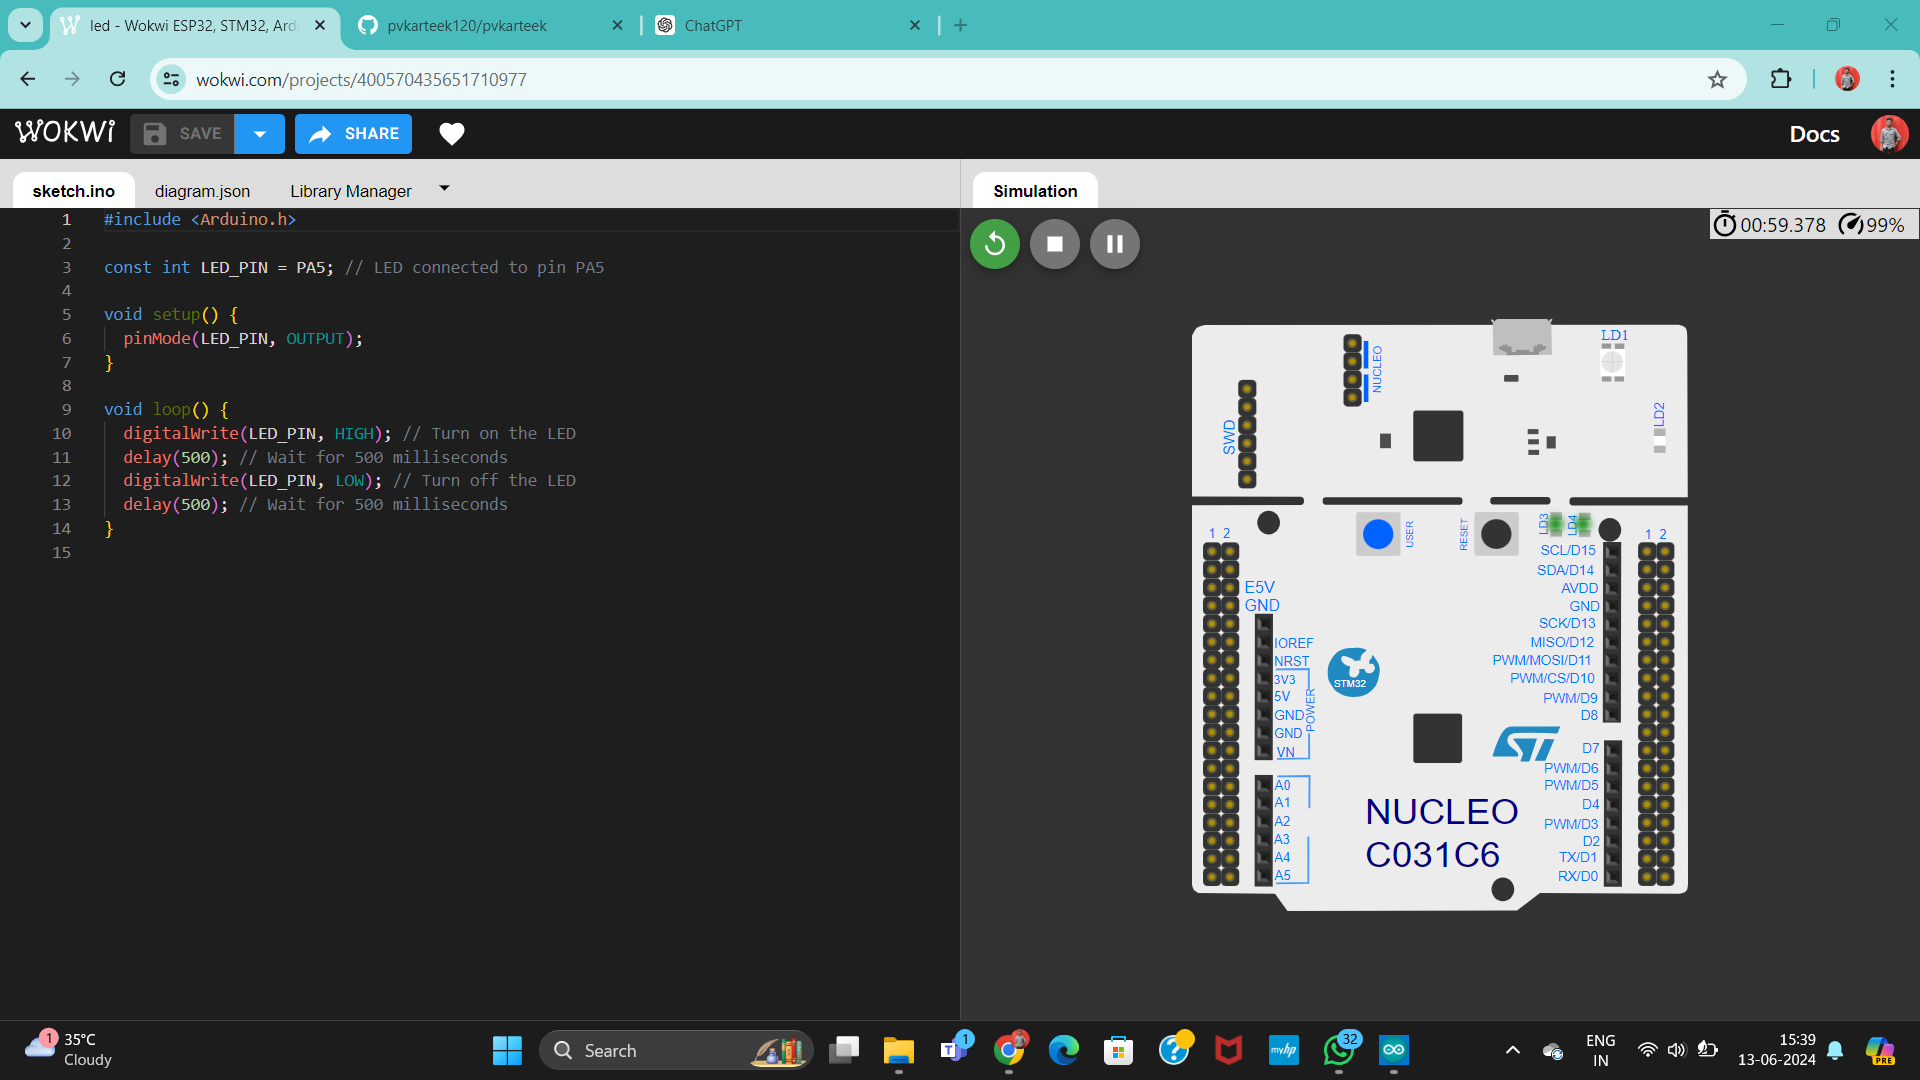 led - Wokwi ESP32, STM32, Ard
pvkarteek120/pvkarteek
ChatGPT
wokwi.com/projects/400570435651710977
WOKWi
SAVE
SHARE
Docs
sketch.ino
diagram.json
Library Manager
Simulation
00:59.378
99%
1 #include <Arduino.h>
2
3 const int LED_PIN = PA5; // LED connected to pin PA5
4
5 void setup() {
6 pinMode(LED_PIN, OUTPUT);
7 }
8
9 void loop() {
10 digitalWrite(LED_PIN, HIGH); // Turn on the LED
11 delay(500); // Wait for 500 milliseconds
12 digitalWrite(LED_PIN, LOW); // Turn off the LED
13 delay(500); // Wait for 500 milliseconds
14 }
15
LD1
NUCLEO
LD2
SWD
USER
RESET
LD3
LD4
1 2
1 2
E5V
GND
IOREF
NRST
3V3
5V
GND
GND
VN
POWER
A0
A1
A2
A3
A4
A5
STM32
ST
NUCLEO
C031C6
SCL/D15
SDA/D14
AVDD
GND
SCK/D13
MISO/D12
PWM/MOSI/D11
PWM/CS/D10
PWM/D9
D8
D7
PWM/D6
PWM/D5
D4
PWM/D3
D2
TX/D1
RX/D0
1
35°C
Cloudy
Search
1
myhp
32
ENG
IN
15:39
13-06-2024
PRE